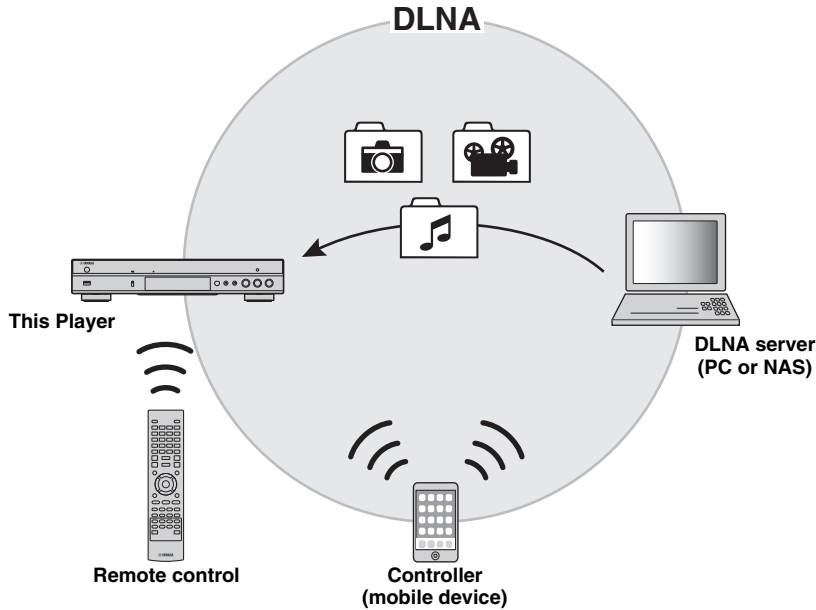 DLNA
This Player
DLNA server
(PC or NAS)
Remote control
Controller
(mobile device)